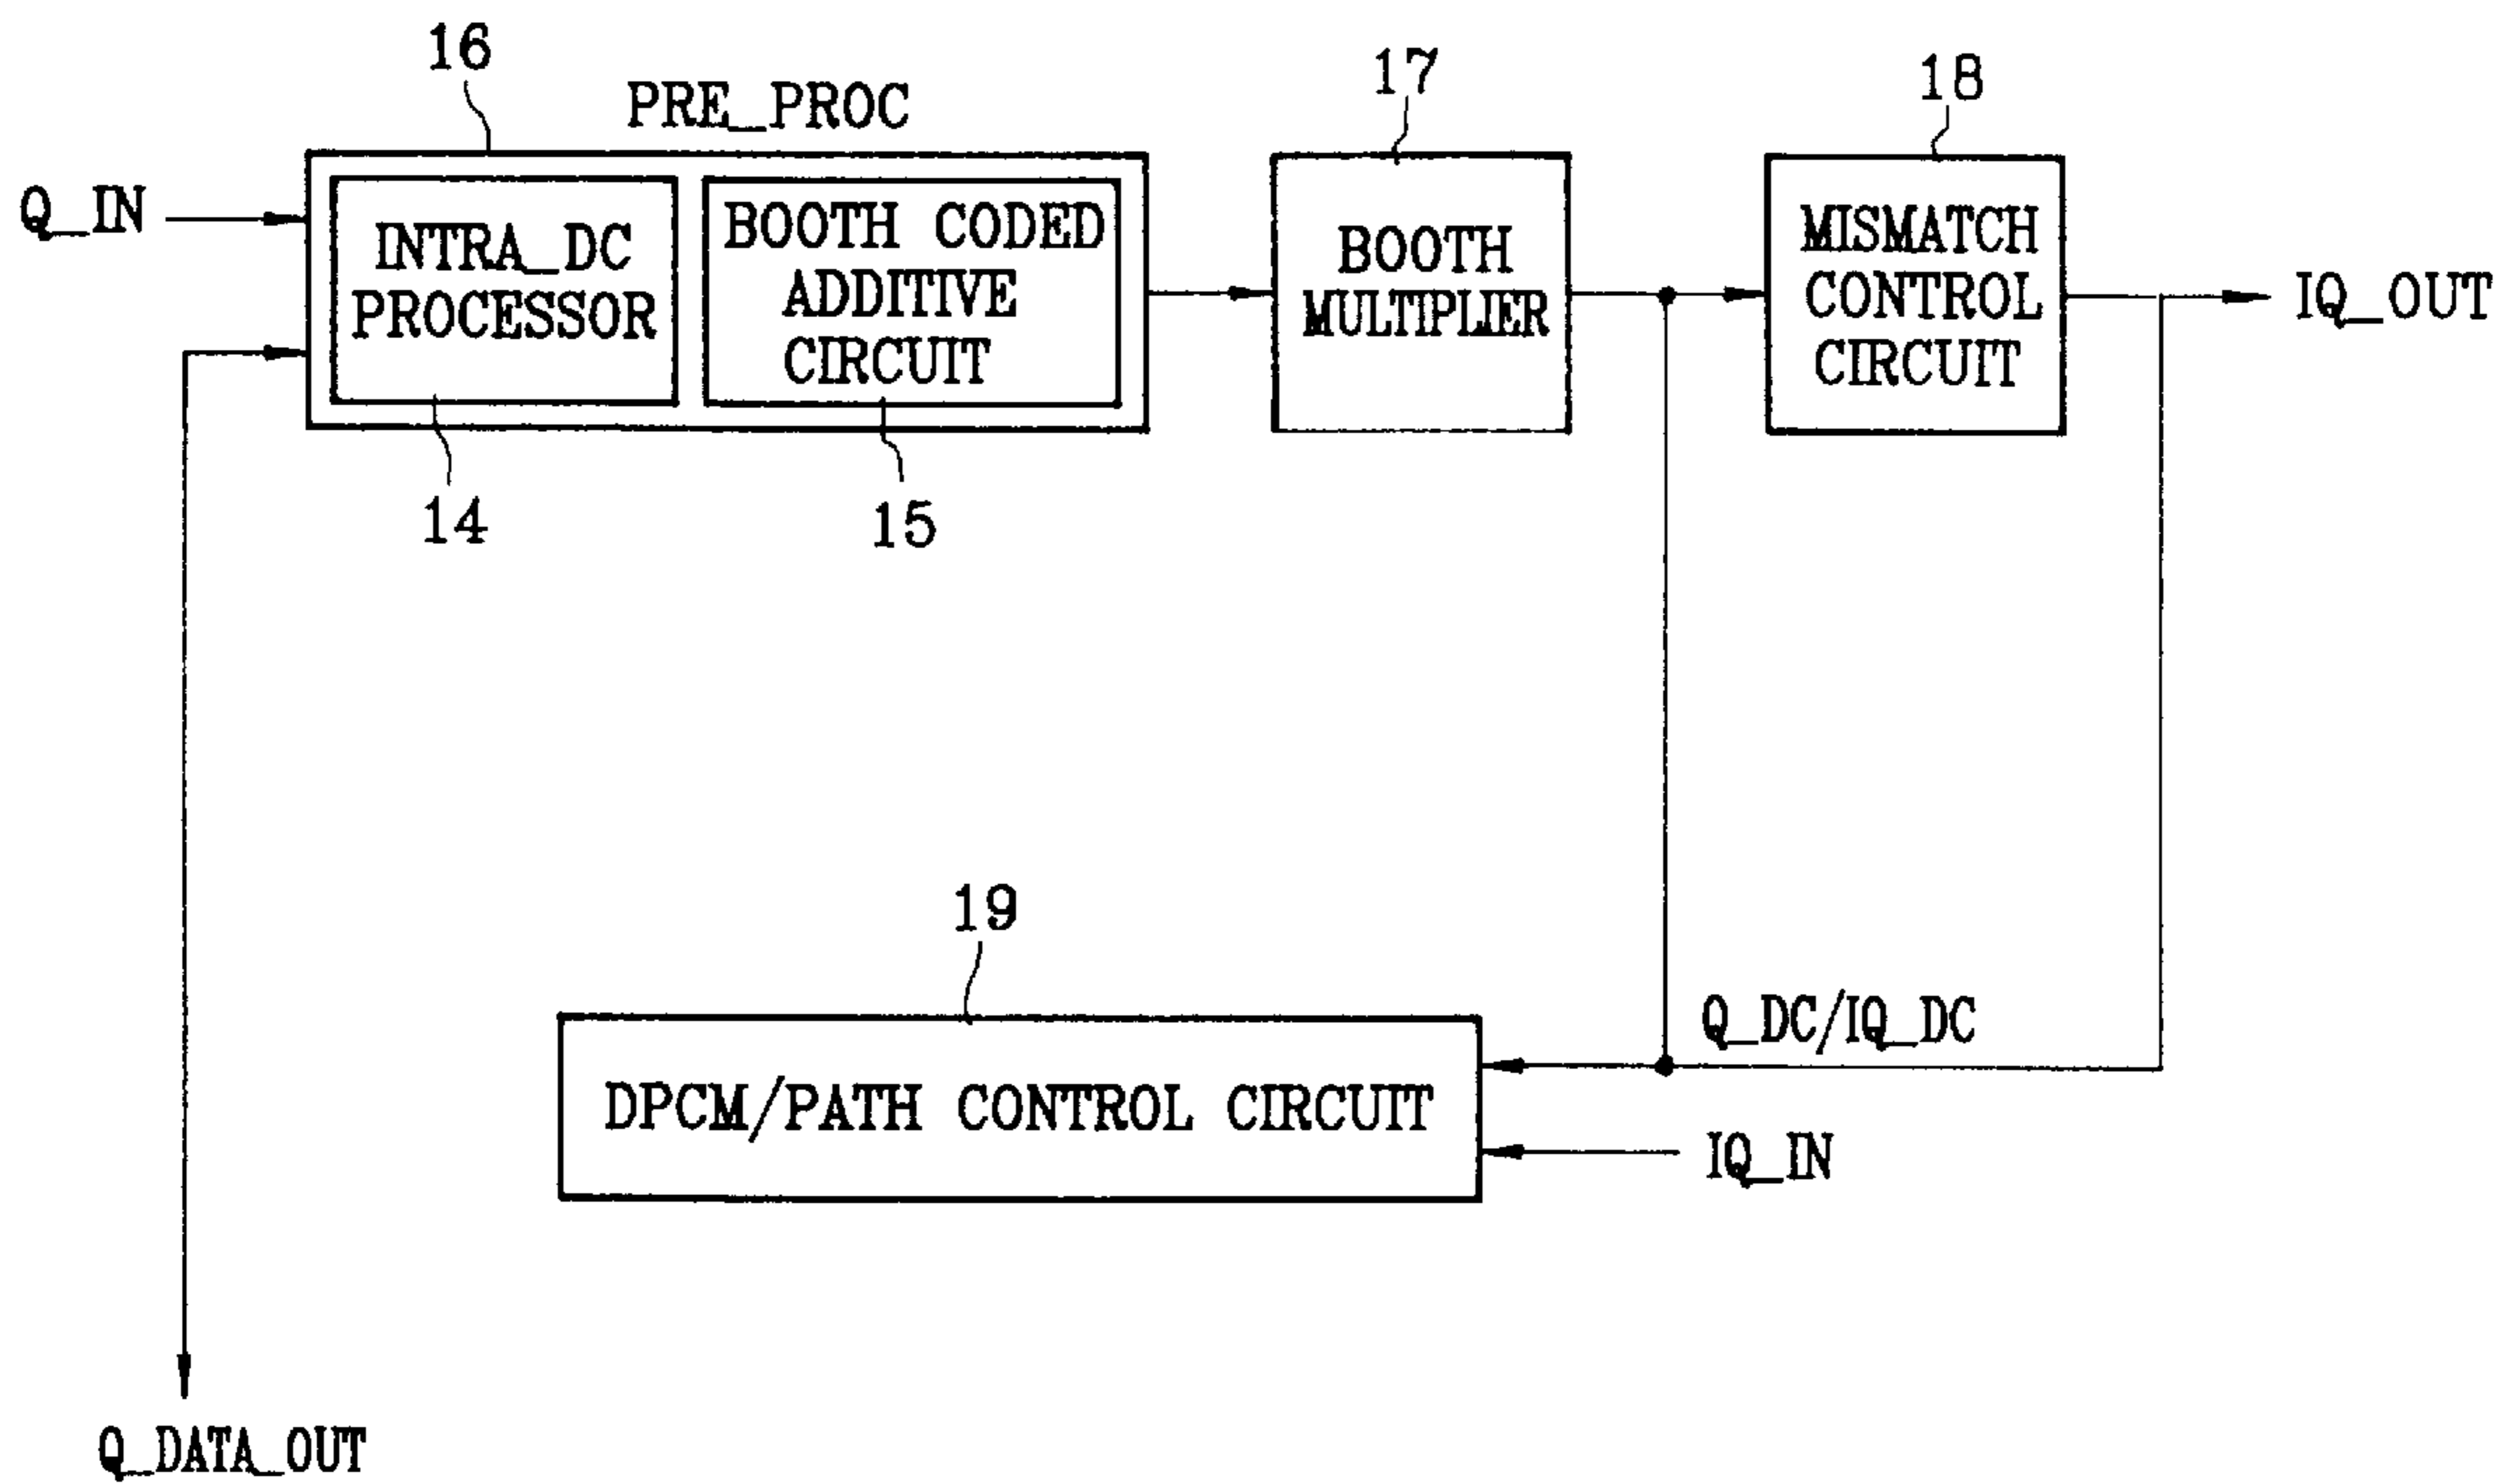 16
PRE_PROC
17
18
Q_IN
INTRA_DC
PROCESSOR
BOOTH CODED
ADDITIVE
CIRCUIT
BOOTH
MULTIPLIER
MISMATCH
CONTROL
CIRCUIT
IQ_OUT
14
15
19
Q_DC/IQ_DC
DPCM/PATH CONTROL CIRCUIT
IQ_IN
Q_DATA_OUT